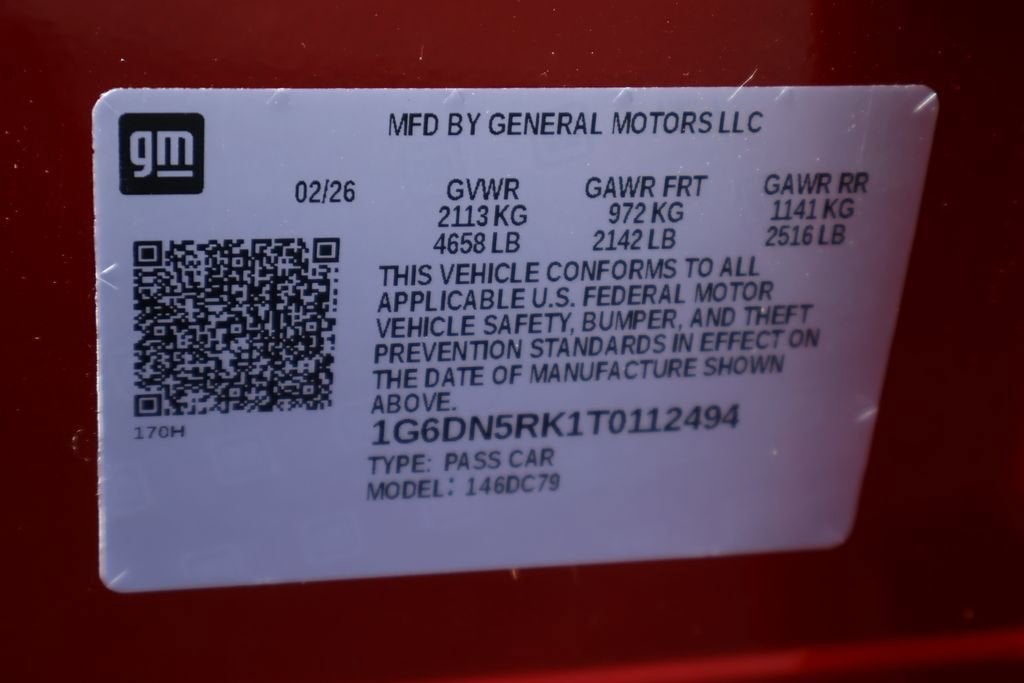 gm
MFD BY GENERAL MOTORS LLC
02/26 GVWR GAWR FRT GAWR RR
2113 KG 972 KG 1141 KG
4658 LB 2142 LB 2516 LB
THIS VEHICLE CONFORMS TO ALL
APPLICABLE U.S. FEDERAL MOTOR
VEHICLE SAFETY, BUMPER, AND THEFT
PREVENTION STANDARDS IN EFFECT ON
THE DATE OF MANUFACTURE SHOWN
ABOVE.
170H
1G6DN5RK1T0112494
TYPE: PASS CAR
MODEL: 146DC79